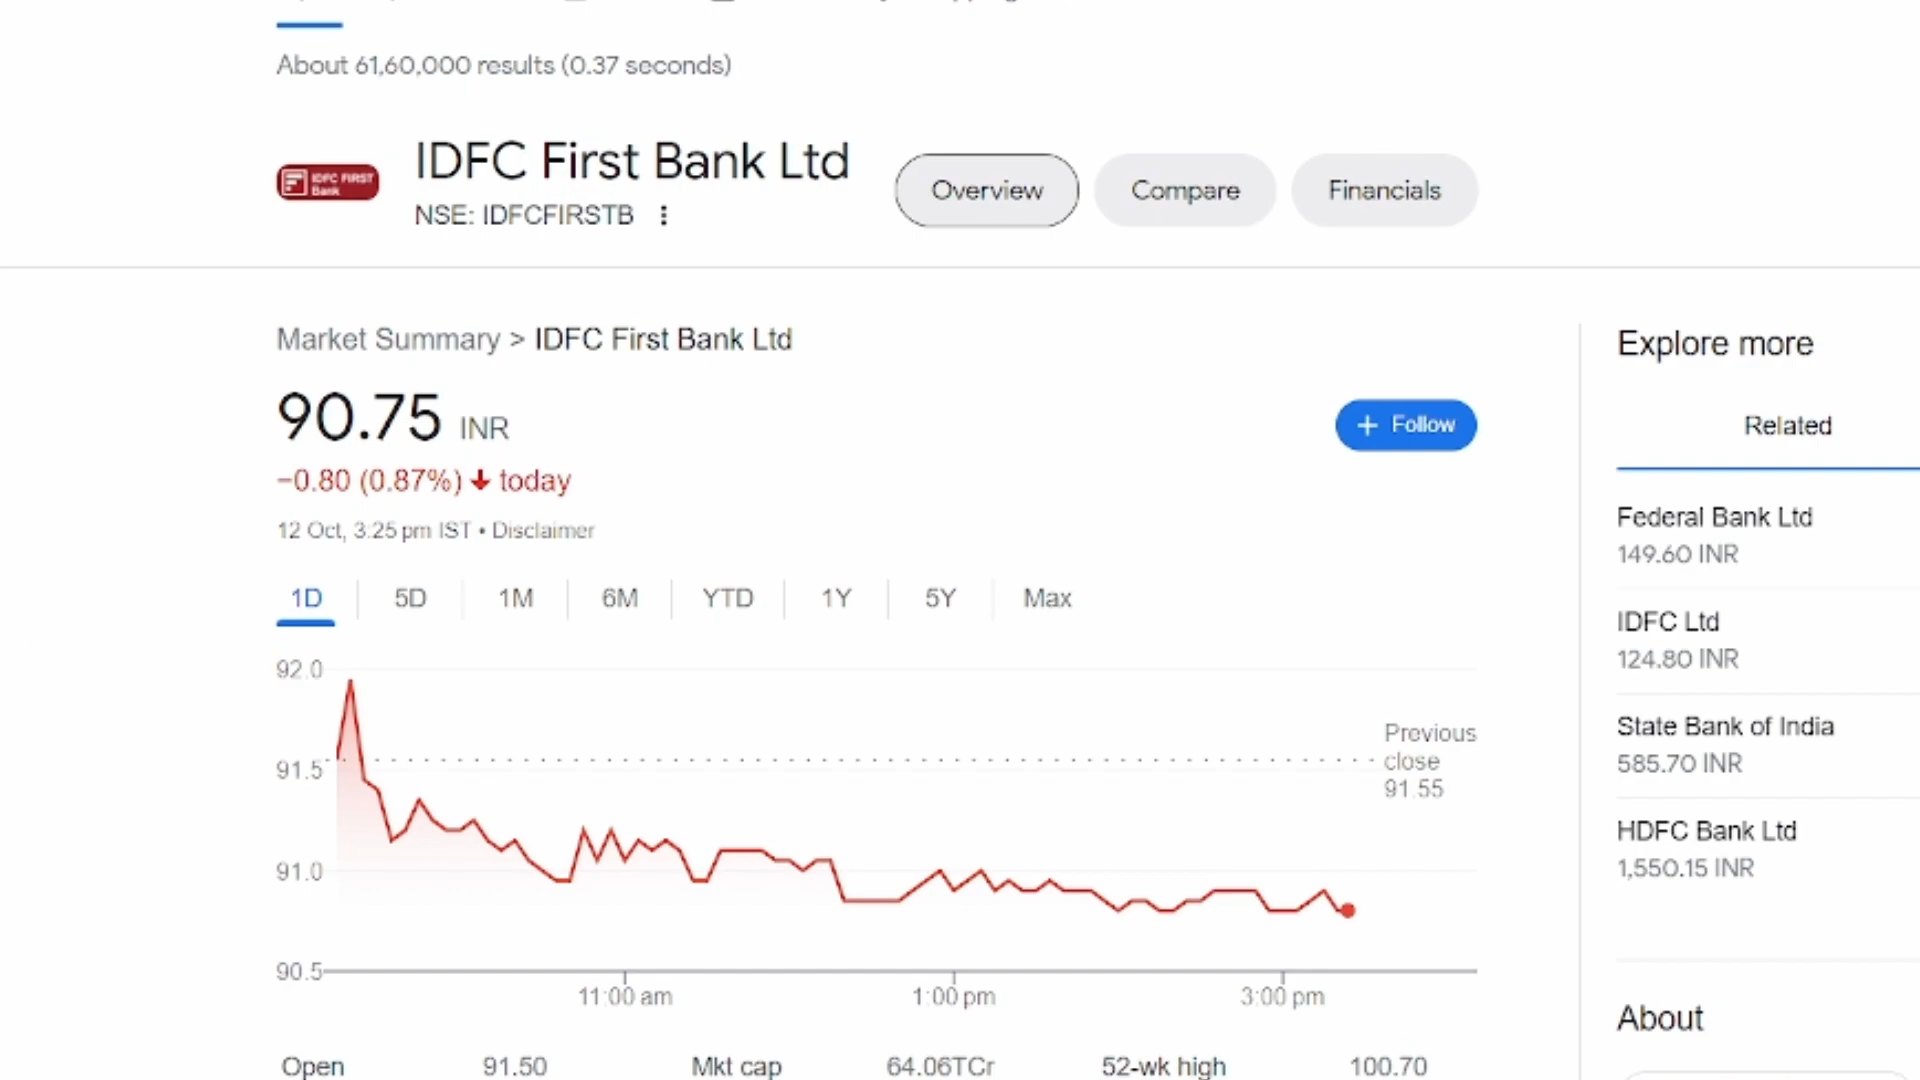 About 61,60,000 results (0.37 seconds)
IDFC FIRST
Bank
IDFC First Bank Ltd
NSE: IDFCFIRSTB
Overview
Compare
Financials
Market Summary > IDFC First Bank Ltd
90.75 INR
+ Follow
−0.80 (0.87%) ↓ today
12 Oct, 3:25 pm IST • Disclaimer
1D 5D 1M 6M YTD 1Y 5Y Max
92.0
91.5
91.0
90.5
Previous
close
91.55
11:00 am 1:00 pm 3:00 pm
Open 91.50 Mkt cap 64.06TCr 52-wk high 100.70
Explore more
Related
Federal Bank Ltd
149.60 INR
IDFC Ltd
124.80 INR
State Bank of India
585.70 INR
HDFC Bank Ltd
1,550.15 INR
About